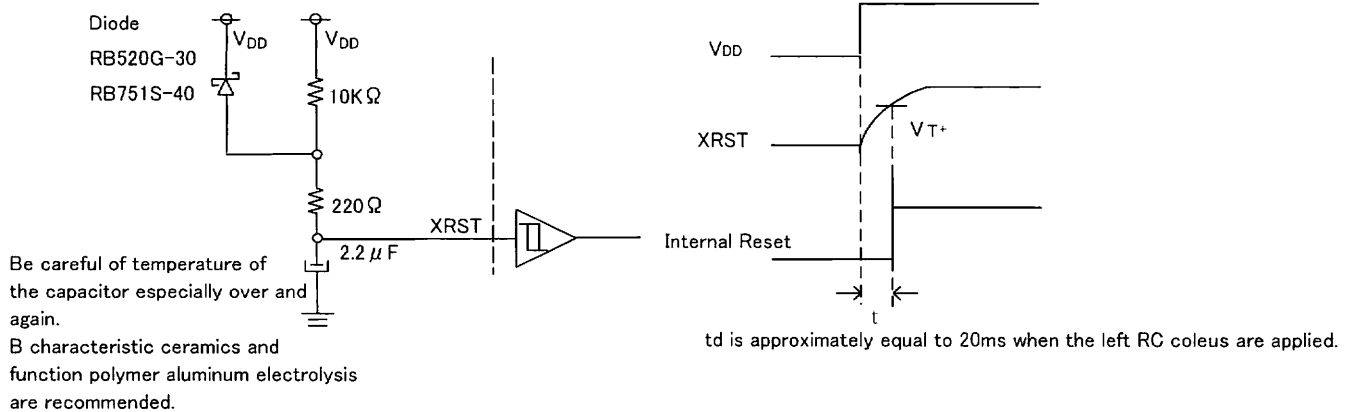 Diode
RB520G-30
RB751S-40
VDD
VDD
10KΩ
220Ω
XRST
2.2μF
Be careful of temperature of
the capacitor especially over and
again.
B characteristic ceramics and
function polymer aluminum electrolysis
are recommended.
VDD
XRST
VT+
Internal Reset
t
td is approximately equal to 20ms when the left RC coleus are applied.